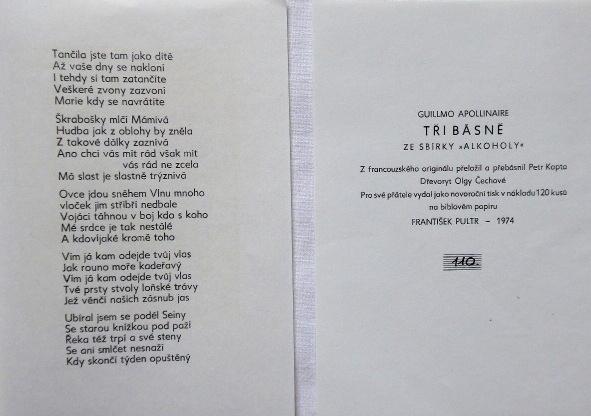 Tančila jste tam jako dítě
Až vaše dny se nakloní
I tehdy si tam zatančíte
Veškeré zvony zazvoní
Marie kdy se navrátíte
Škrabošky mlčí Mámivá
Hudba jak z oblohy by zněla
Z takové dálky zaznívá
Ano chci vás mít rád však mít
vás rád ne zcela
Má slast je slastně trýznivá
Ovce jdou sněhem Vlnu mnoho
vloček jim stříbří nedbale
Vojáci táhnou v boj kdo s koho
Mé srdce je tak nestálé
A kdovíjaké kromě toho
Vím já kam odejde tvůj vlas
Jak rouno moře kadeřavý
Vím já kam odejde tvůj vlas
Tvé prsty stvoly loňské trávy
Jež věnčí našich zásnub jas
Ubíral jsem se podél Seiny
Se starou knížkou pod paží
Řeka též trpí a své steny
Se ani smlčet nesnaží
Kdy skončí týden opuštěný
GUILLMO APOLLINAIRE
TŘI BÁSNĚ
ZE SBÍRKY »ALKOHOLY«
Z francouzského originálu přeložil a přebásnil Petr Kopta
Dřevoryt Olgy Čechové
Pro své přátele vydal jako novoroční tisk v nákladu 120 kusů
na biblovém papíru
FRANTIŠEK PULTR – 1974
110.